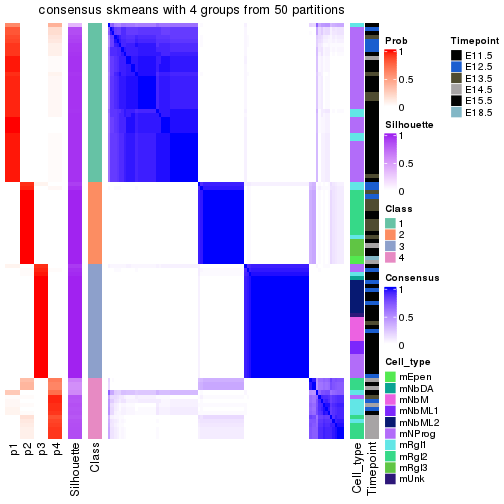 consensus skmeans with 4 groups from 50 partitions
Prob
1
0.5
0
Silhouette
1
0.5
0
Class
1
2
3
4
Consensus
1
0.5
0
Cell_type
mEpen
mNbDA
mNbM
mNbML1
mNbML2
mNProg
mRgl1
mRgl2
mRgl3
mUnk
Timepoint
E11.5
E12.5
E13.5
E14.5
E15.5
E18.5
p1
p2
p3
p4
Silhouette
Class
Cell_type
Timepoint